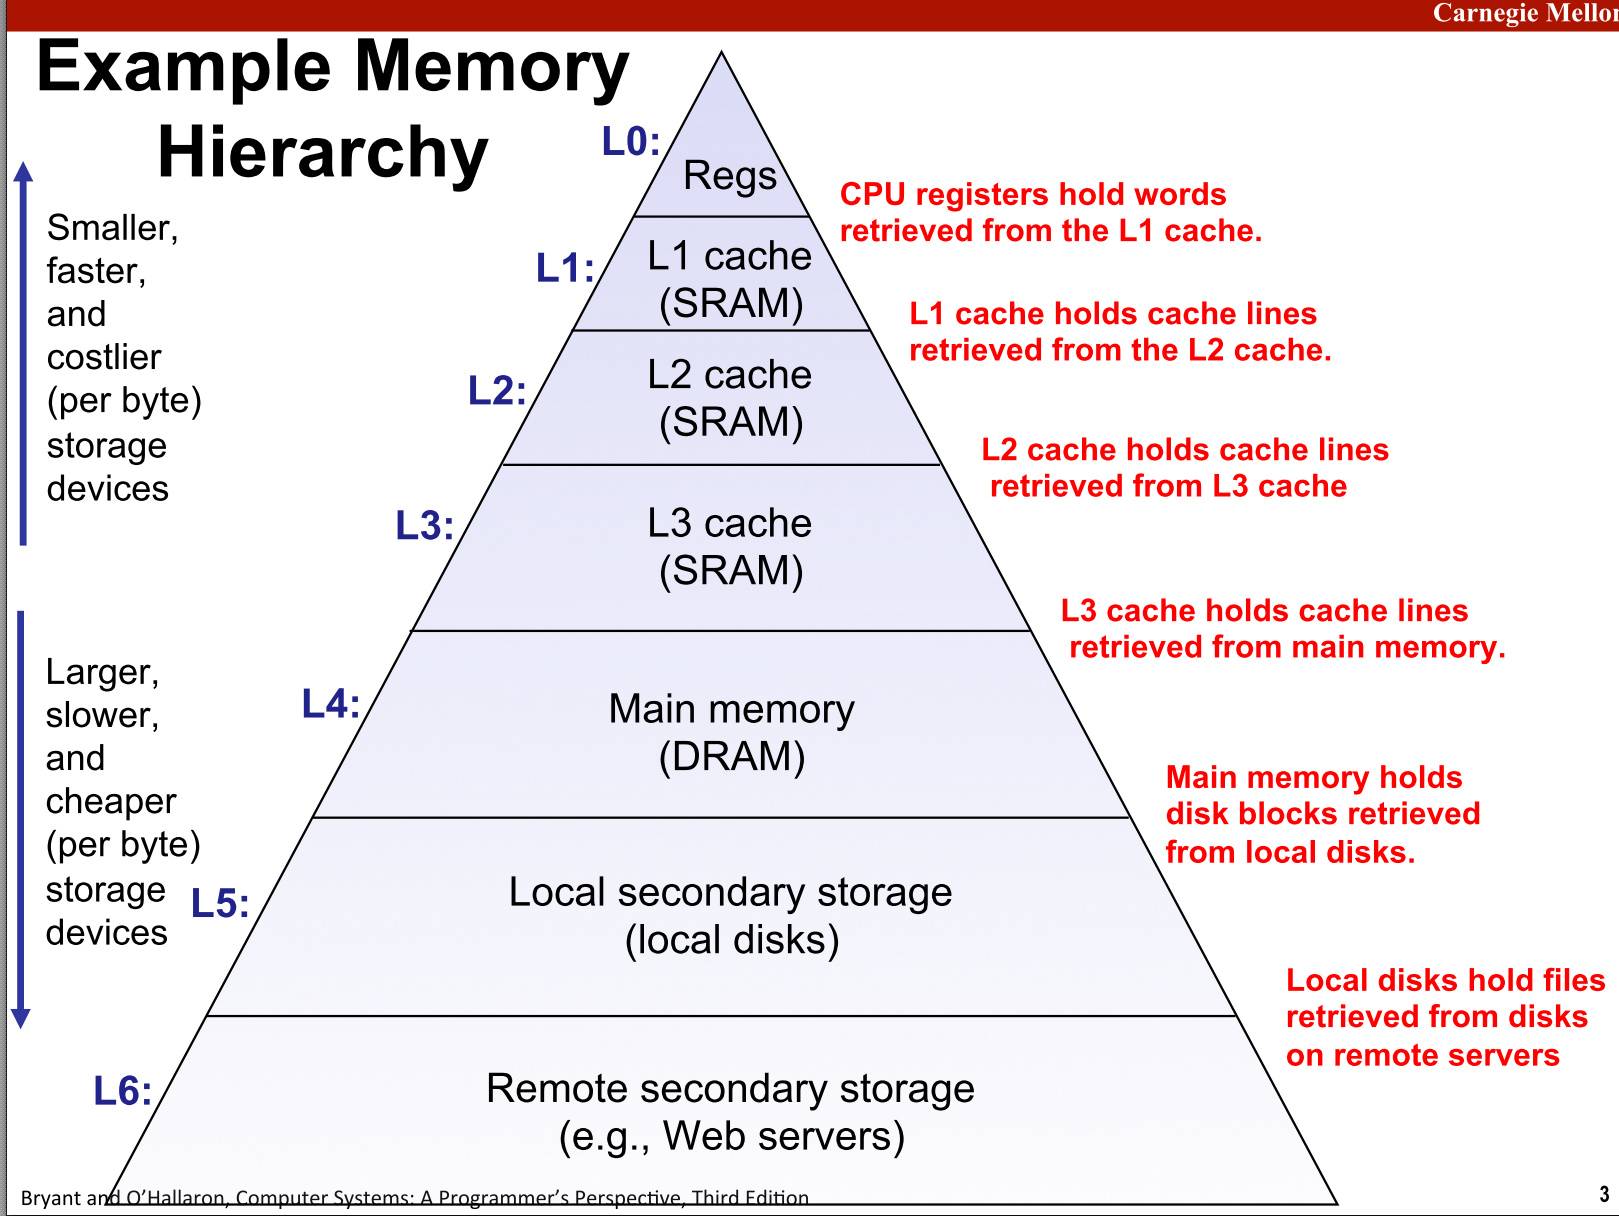 Carnegie Mellon
Example Memory
Hierarchy
L0:
Regs
CPU registers hold words
retrieved from the L1 cache.
Smaller,
faster,
and
costlier
(per byte)
storage
devices
L1:
L1 cache
(SRAM)
L1 cache holds cache lines
retrieved from the L2 cache.
L2:
L2 cache
(SRAM)
L2 cache holds cache lines
retrieved from L3 cache
L3:
L3 cache
(SRAM)
L3 cache holds cache lines
retrieved from main memory.
Larger,
slower,
and
cheaper
(per byte)
storage
devices
L4:
Main memory
(DRAM)
Main memory holds
disk blocks retrieved
from local disks.
L5:
Local secondary storage
(local disks)
Local disks hold files
retrieved from disks
on remote servers
L6:
Remote secondary storage
(e.g., Web servers)
Bryant and O’Hallaron, Computer Systems: A Programmer’s Perspective, Third Edition
3